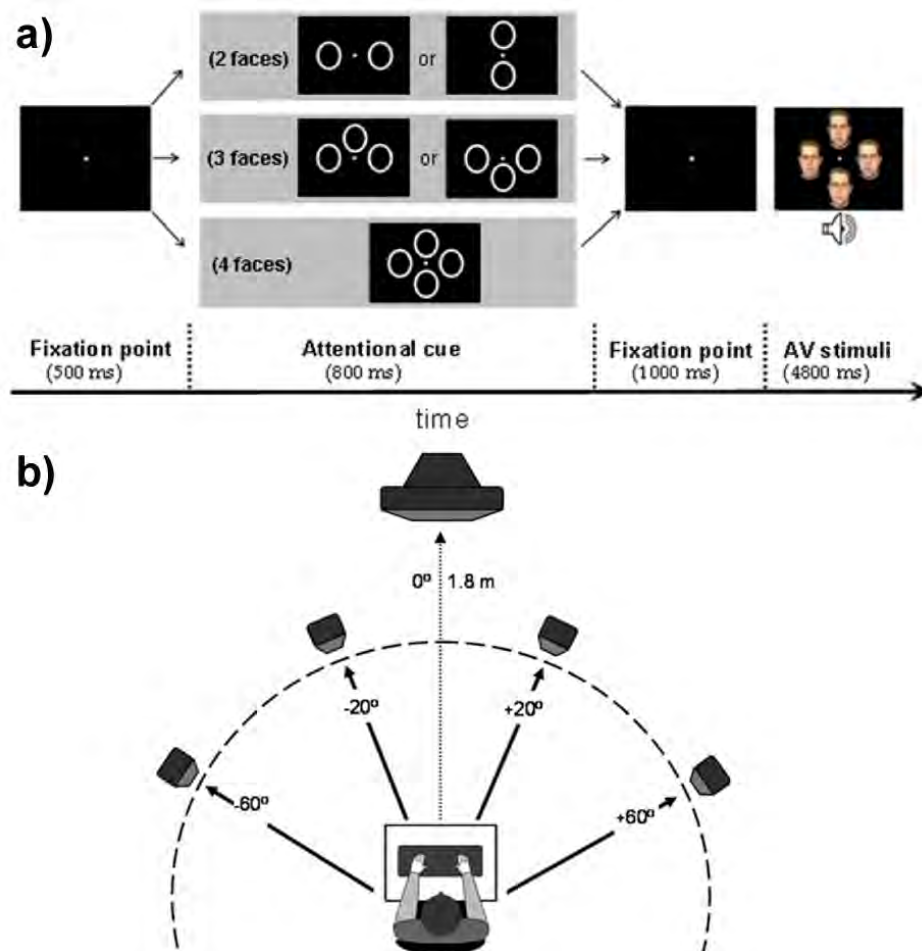 a)
(2 faces) or
(3 faces) or
(4 faces)
Fixation point Attentional cue Fixation point AV stimuli
(500 ms) (800 ms) (1000 ms) (4800 ms)
time
b)
0º 1.8 m
-20º +20º
-60º +60º